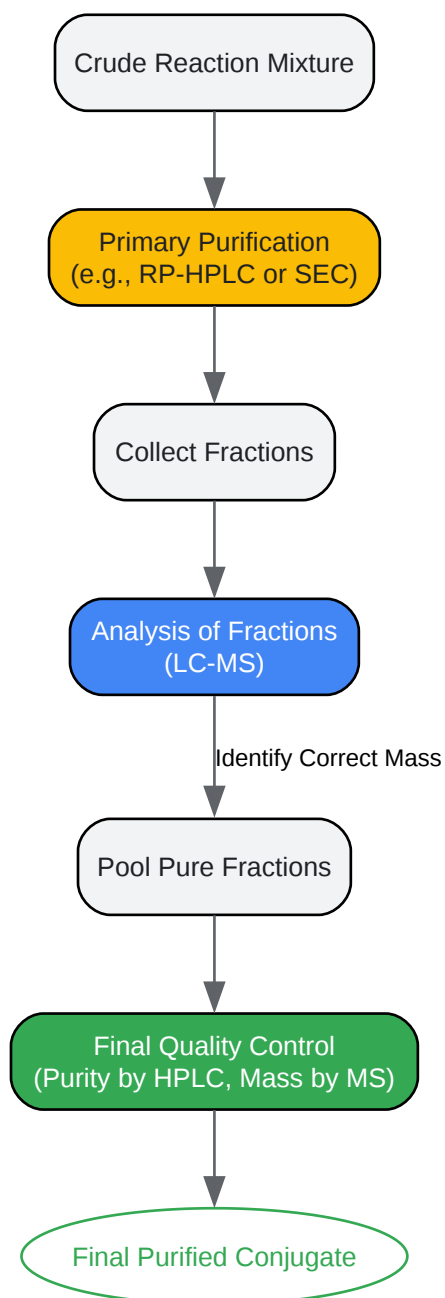 Crude Reaction Mixture
Primary Purification
(e.g., RP-HPLC or SEC)
Collect Fractions
Analysis of Fractions
(LC-MS)
Identify Correct Mass
Pool Pure Fractions
Final Quality Control
(Purity by HPLC, Mass by MS)
Final Purified Conjugate